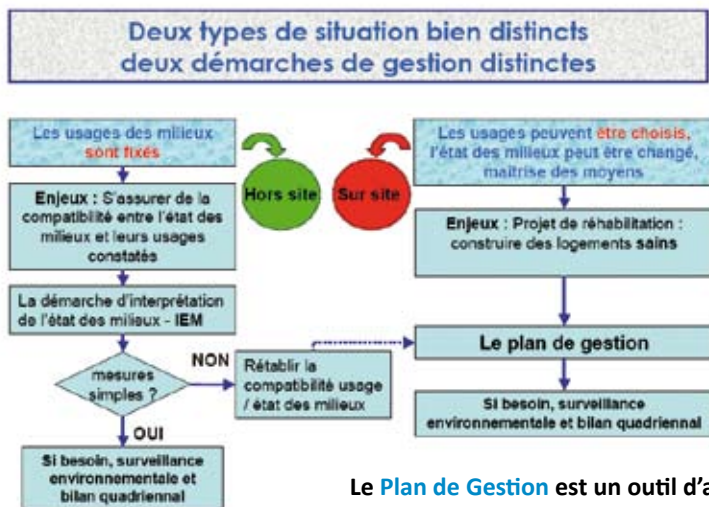 Deux types de situation bien distincts
deux démarches de gestion distinctes
Les usages des milieux
sont fixés
Hors site
Sur site
Les usages peuvent être choisis,
l'état des milieux peut être changé,
maîtrise des moyens
Enjeux : S'assurer de la
compatibilité entre l'état des
milieux et leurs usages
constatés
Enjeux : Projet de réhabilitation :
construire des logements sains
La démarche d'interprétation
de l'état des milieux - IEM
mesures
simples ?
NON
Rétablir la
compatibilité usage
/ état des milieux
Le plan de gestion
OUI
Si besoin, surveillance
environnementale et
bilan quadriennal
Si besoin, surveillance
environnementale et bilan quadriennal
Le Plan de Gestion est un outil d'a